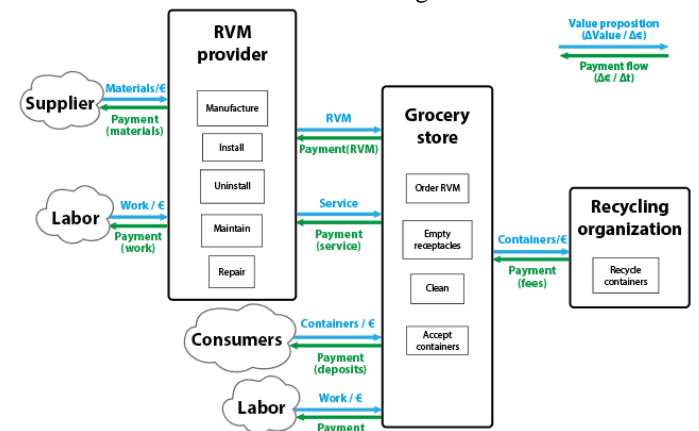 RVM
provider
Value proposition
(ΔValue / Δ€)
Payment flow
(Δ€ / Δt)
Supplier
Materials/€
Payment
(materials)
Manufacture
Install
Uninstall
Maintain
Repair
Labor
Work / €
Payment
(work)
RVM
Payment(RVM)
Service
Payment
(service)
Grocery
store
Order RVM
Empty
receptacles
Clean
Accept
containers
Containers/€
Payment
(fees)
Recycling
organization
Recycle
containers
Consumers
Containers / €
Payment
(deposits)
Labor
Work / €
Payment